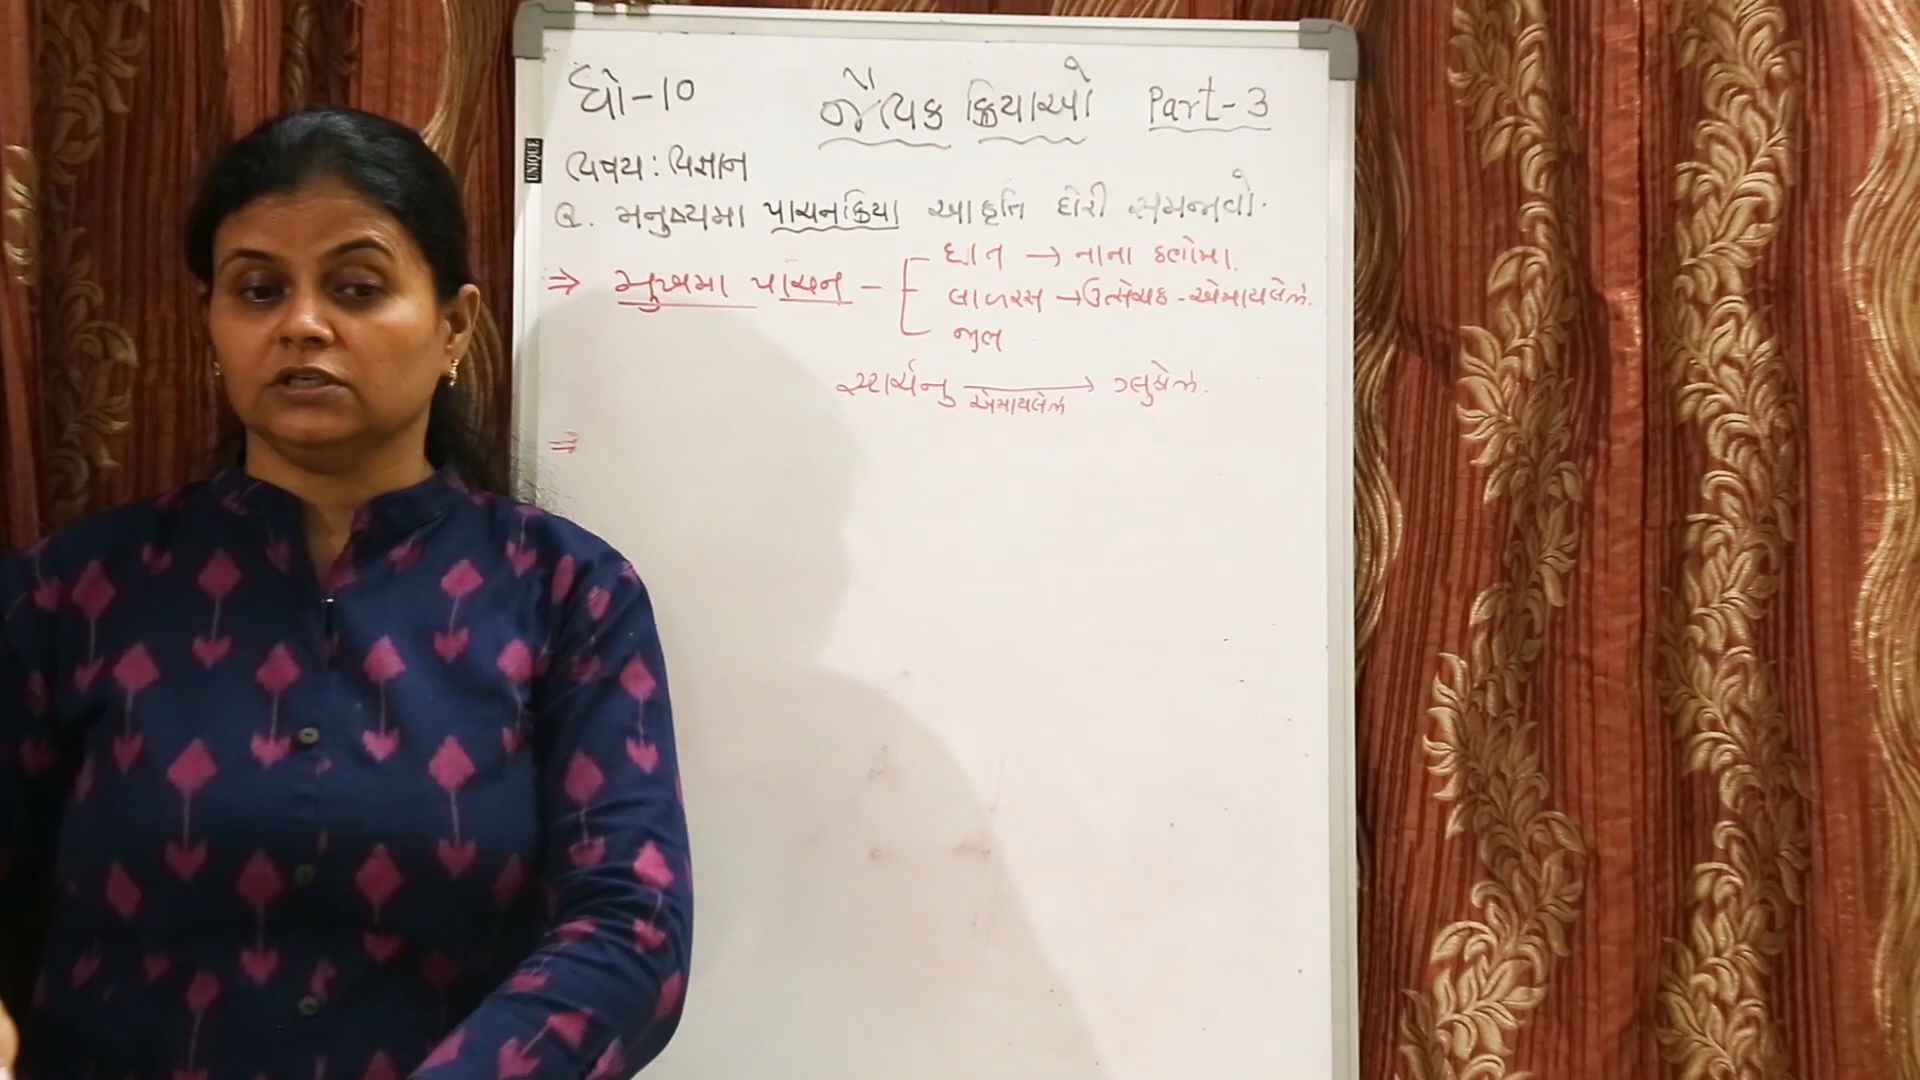 ધો-10 જૈવિક ક્રિયાઓ Part-3
UNIQUE
વિષય : વિજ્ઞાન
Q. મનુષ્યમા પાચનક્રિયા આકૃતિ દોરી સમજાવો.
⇒ મુખમા પાચન - દાંત → નાના કણોમા.
લાળરસ → ઉત્સેચક - એમાયલેઝ.
જીભ
સ્ટાર્ચનુ એમાયલેઝ → ગ્લુકોઝ.
⇒